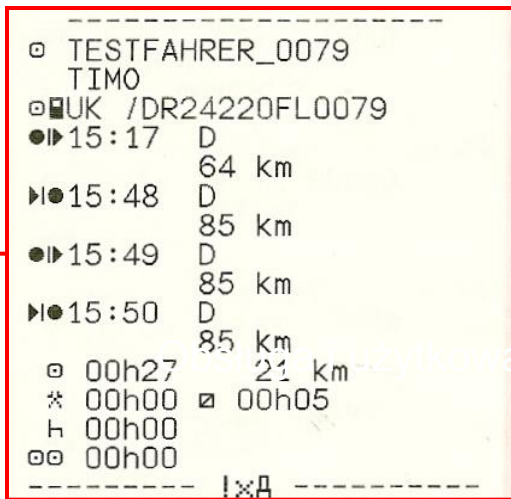 TESTFAHRER_0079
TIMO
UK /DR24220FL0079
15:17 D
64 km
15:48 D
85 km
15:49 D
85 km
15:50 D
85 km
00h27 21 km
00h00 00h05
00h00
00h00